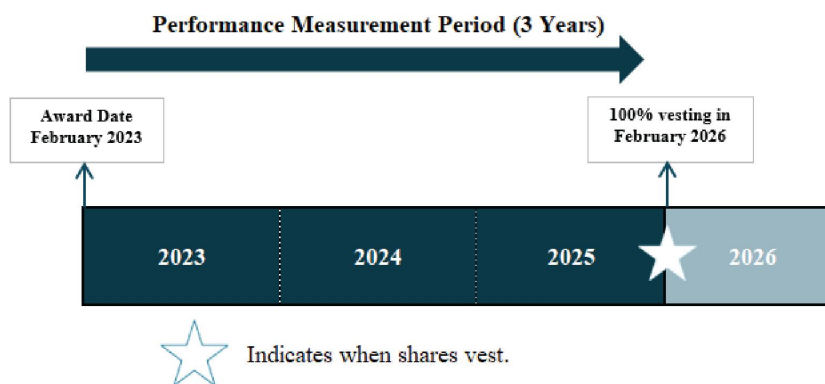 Performance Measurement Period (3 Years)
Award Date
February 2023
100% vesting in
February 2026
2023
2024
2025
2026
Indicates when shares vest.